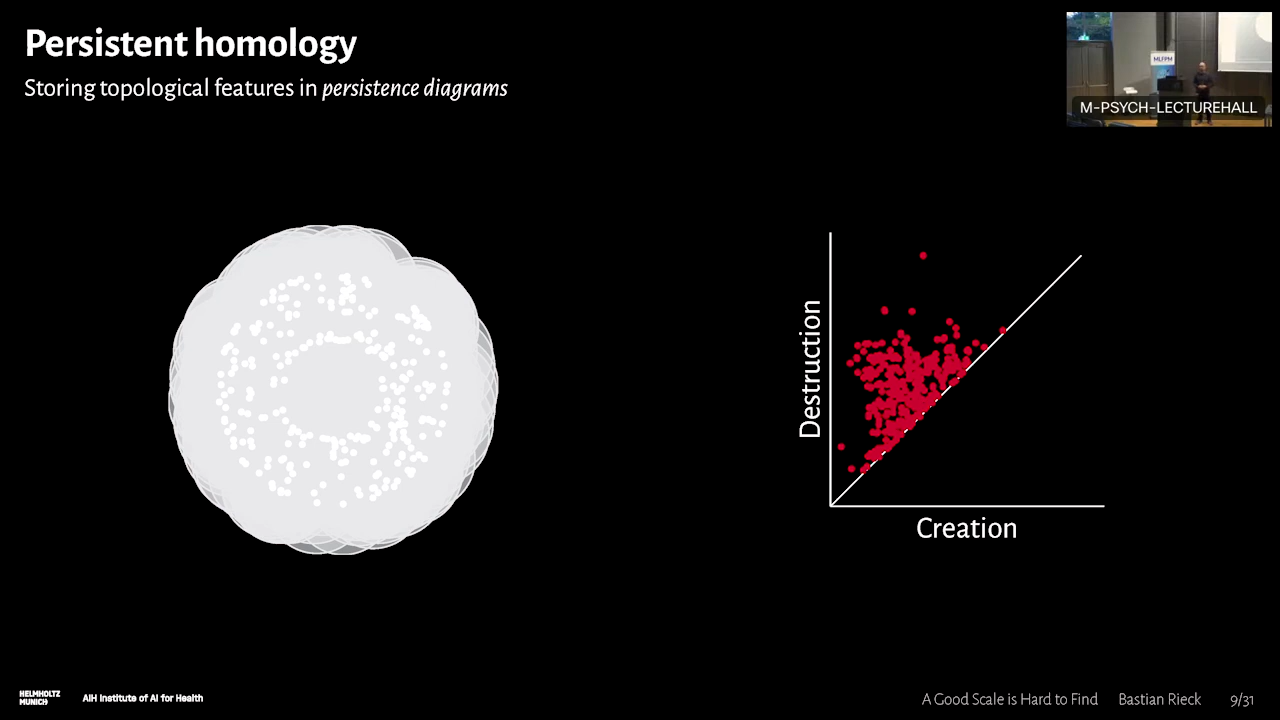 Persistent homology
Storing topological features in persistence diagrams
MLFPM
M-PSYCH-LECTUREHALL
Destruction
Creation
HELMHOLTZ
MUNICH
AIH Institute of AI for Health
A Good Scale is Hard to Find
Bastian Rieck
9/31